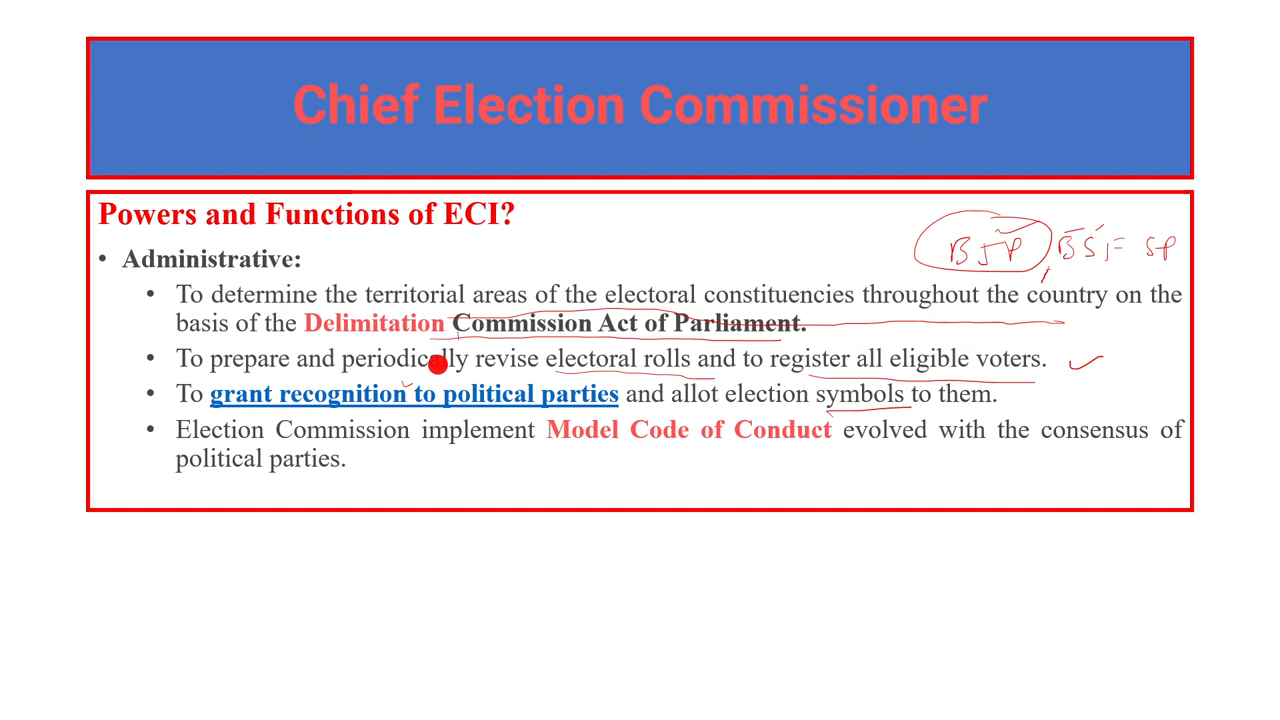 Chief Election Commissioner
Powers and Functions of ECI?
• Administrative:
BJP, BSF SP
• To determine the territorial areas of the electoral constituencies throughout the country on the
basis of the Delimitation Commission Act of Parliament.
• To prepare and periodically revise electoral rolls and to register all eligible voters.
• To grant recognition to political parties and allot election symbols to them.
• Election Commission implement Model Code of Conduct evolved with the consensus of
political parties.